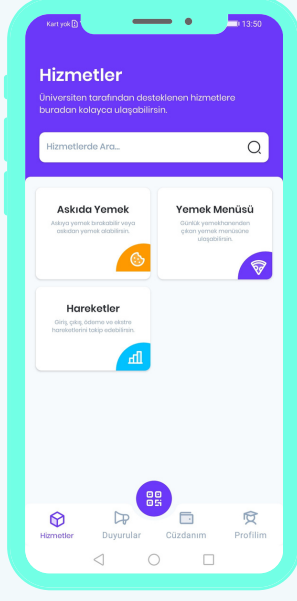 Kart yok
13:50
Hizmetler
Üniversiten tarafından desteklenen hizmetlere
buradan kolayca ulaşabilirsin.
Hizmetlerde Ara...
Askıda Yemek
Askıya yemek bırakabilir veya
askıdan yemek alabilirsin.
Yemek Menüsü
Günlük yemekhanenden
çıkan yemek menüsüne
ulaşabilirsin.
Hareketler
Giriş, çıkış, ödeme ve ekstre
hareketlerini takip edebilirsin.
Hizmetler
Duyurular
Cüzdanım
Profilim